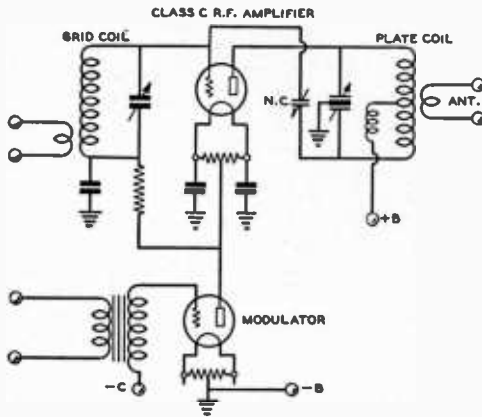 CLASS C R.F. AMPLIFIER
GRID COIL
PLATE COIL
N.C.
ANT.
+B
MODULATOR
-C
-B